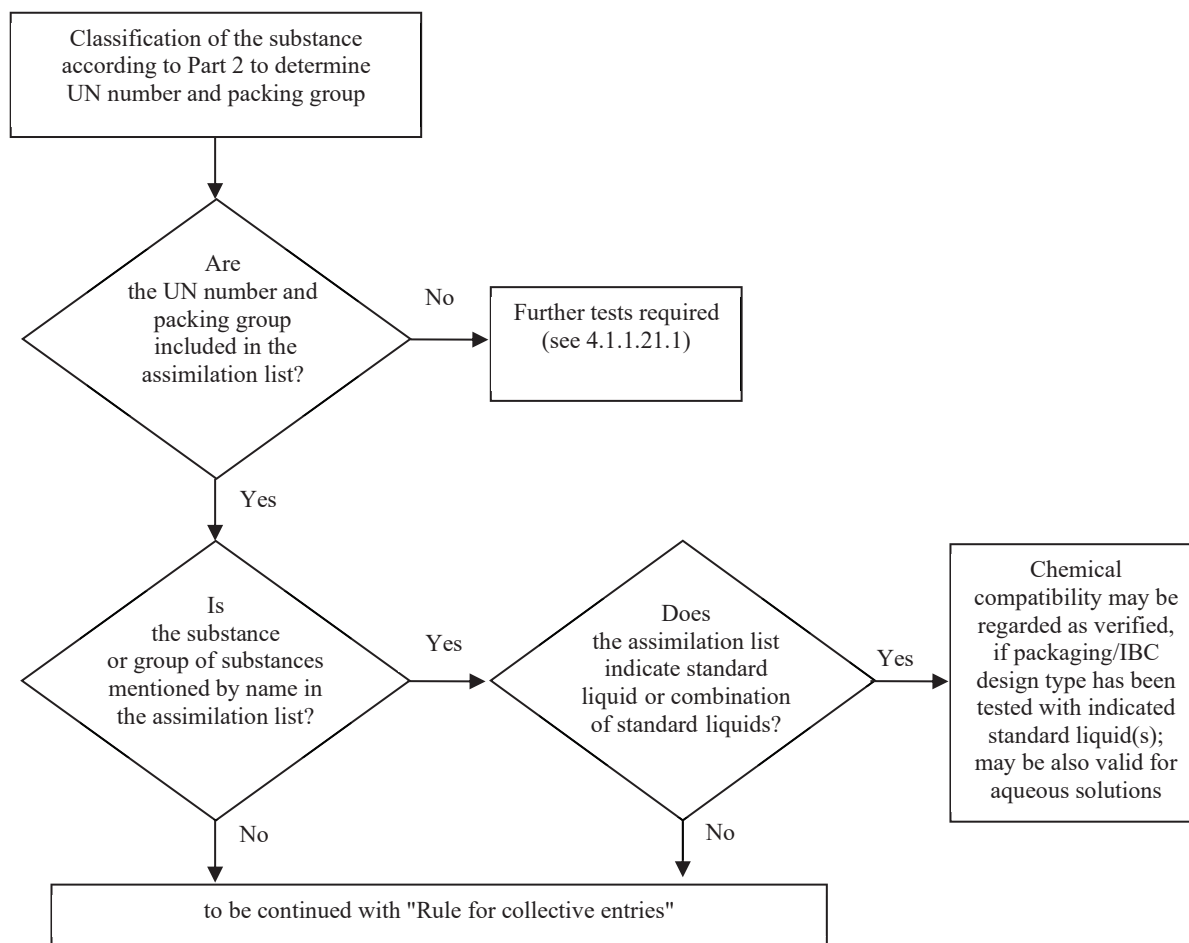 Classification of the substance
according to Part 2 to determine
UN number and packing group
Are
the UN number and
packing group
included in the
assimilation list?
No
Further tests required
(see 4.1.1.21.1)
Yes
Is
the substance
or group of substances
mentioned by name in
the assimilation list?
Yes
Does
the assimilation list
indicate standard
liquid or combination
of standard liquids?
Yes
Chemical
compatibility may be
regarded as verified,
if packaging/IBC
design type has been
tested with indicated
standard liquid(s);
may be also valid for
aqueous solutions
No
No
to be continued with "Rule for collective entries"